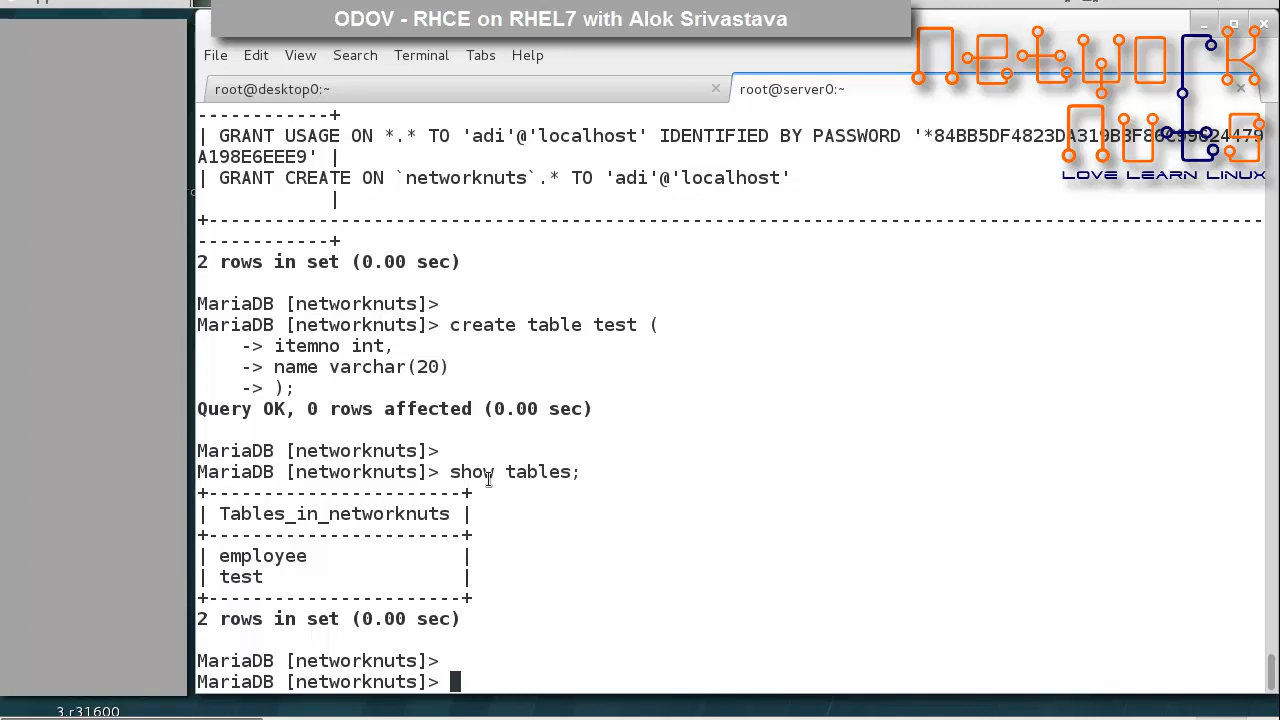 ODOV - RHCE on RHEL7 with Alok Srivastava
NETWORK
NUTS
LOVE LEARN LINUX
File Edit View Search Terminal Tabs Help
root@desktop0:~ × root@server0:~ ×
------------+
| GRANT USAGE ON *.* TO 'adi'@'localhost' IDENTIFIED BY PASSWORD
A198E6EEE9' |
| GRANT CREATE ON `networknuts`.* TO 'adi'@'localhost'
|
+------------------------------------------------------------------------------------------------
------------+
2 rows in set (0.00 sec)
MariaDB [networknuts]>
MariaDB [networknuts]> create table test (
-> itemno int,
-> name varchar(20)
-> );
Query OK, 0 rows affected (0.00 sec)
MariaDB [networknuts]>
MariaDB [networknuts]> show tables;
+-----------------------+
| Tables_in_networknuts |
+-----------------------+
| employee |
| test |
+-----------------------+
2 rows in set (0.00 sec)
MariaDB [networknuts]>
MariaDB [networknuts]>
3.r31600